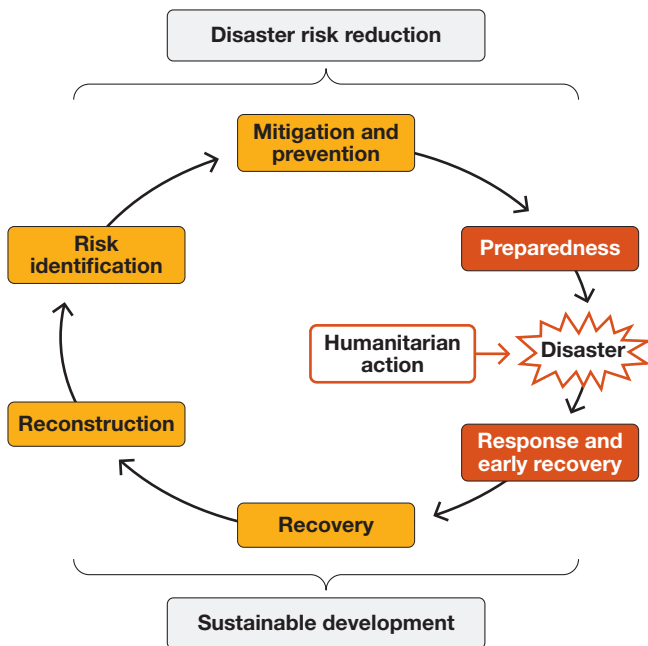 Disaster risk reduction
Mitigation and
prevention
Risk
identification
Preparedness
Humanitarian
action
Disaster
Reconstruction
Response and
early recovery
Recovery
Sustainable development